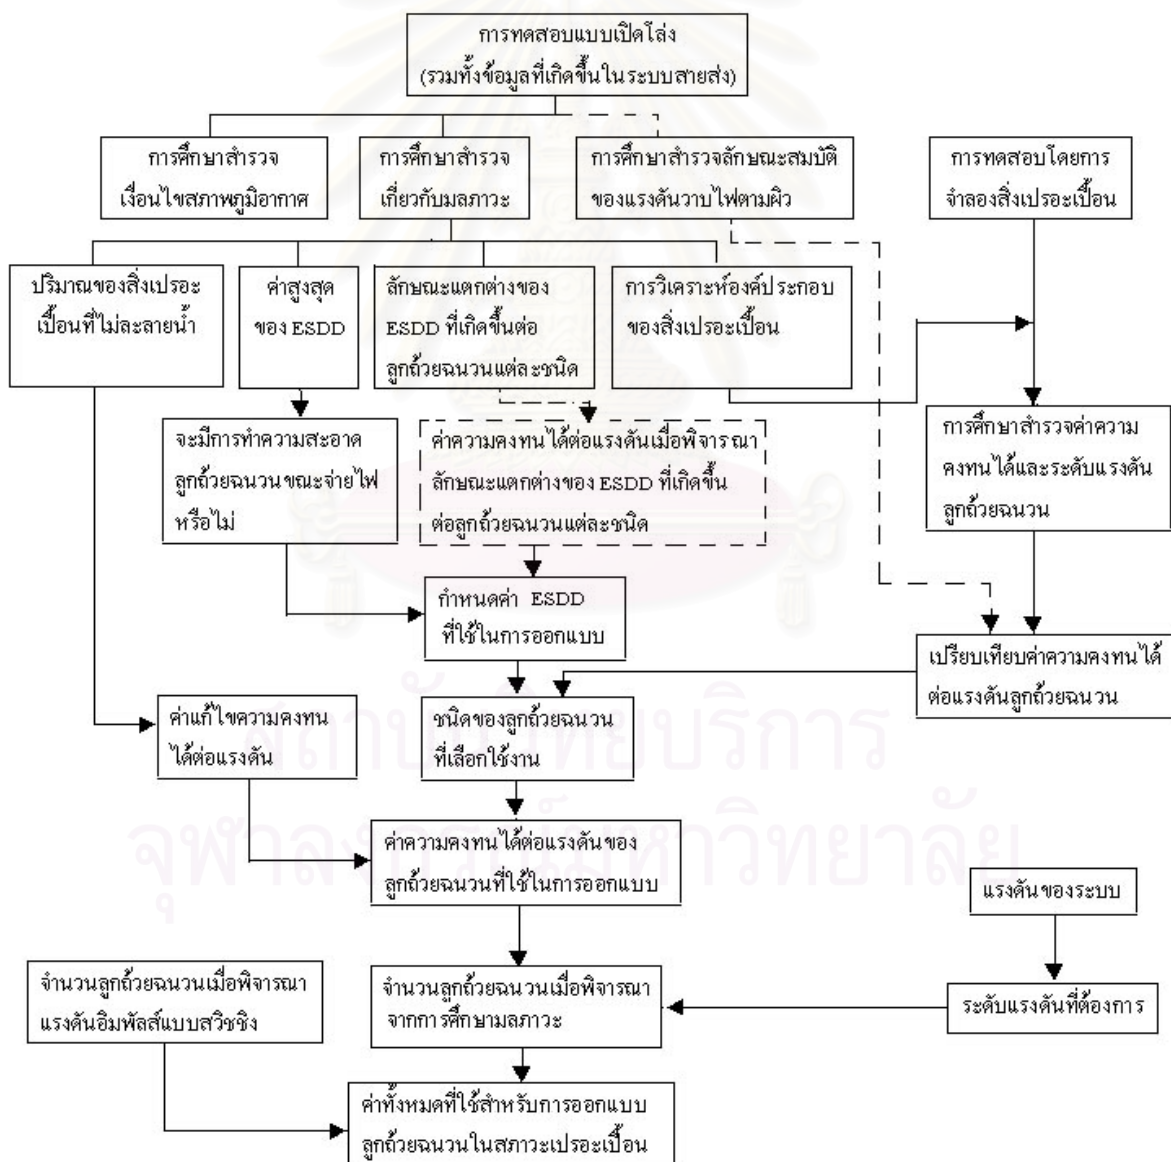 การทดสอบแบบเปิดโล่ง
(รวมทั้งข้อมูลที่เกิดขึ้นในระบบสายส่ง)
การศึกษาสำรวจ
เงื่อนไขสภาพภูมิอากาศ
การศึกษาสำรวจ
เกี่ยวกับมลภาวะ
การศึกษาสำรวจลักษณะสมบัติ
ของแรงดันวาบไฟตามผิว
การทดสอบโดยการ
จำลองสิ่งเปรอะเปื้อน
ปริมาณของสิ่งเปรอะ
เปื้อนที่ไม่ละลายน้ำ
ค่าสูงสุด
ของ ESDD
ลักษณะแตกต่างของ
ESDD ที่เกิดขึ้นต่อ
ลูกถ้วยฉนวนแต่ละชนิด
การวิเคราะห์องค์ประกอบ
ของสิ่งเปรอะเปื้อน
จะมีการทำความสะอาด
ลูกถ้วยฉนวนขณะจ่ายไฟ
หรือไม่
ค่าความคงทนได้ต่อแรงดันเมื่อพิจารณา
ลักษณะแตกต่างของ ESDD ที่เกิดขึ้น
ต่อลูกถ้วยฉนวนแต่ละชนิด
การศึกษาสำรวจค่าความ
คงทนได้และระดับแรงดัน
ลูกถ้วยฉนวน
กำหนดค่า ESDD
ที่ใช้ในการออกแบบ
เปรียบเทียบค่าความคงทนได้
ต่อแรงดันลูกถ้วยฉนวน
ค่าแก้ไขความคงทน
ได้ต่อแรงดัน
ชนิดของลูกถ้วยฉนวน
ที่เลือกใช้งาน
สถาบันวิทยบริการ
จุฬาลงกรณ์มหาวิทยาลัย
ค่าความคงทนได้ต่อแรงดันของ
ลูกถ้วยฉนวนที่ใช้ในการออกแบบ
แรงดันของระบบ
จำนวนลูกถ้วยฉนวนเมื่อพิจารณา
แรงดันอิมพัลส์แบบสวิชชิง
จำนวนลูกถ้วยฉนวนเมื่อพิจารณา
จากการศึกษามลภาวะ
ระดับแรงดันที่ต้องการ
ค่าทั้งหมดที่ใช้สำหรับการออกแบบ
ลูกถ้วยฉนวนในสภาวะเปรอะเปื้อน